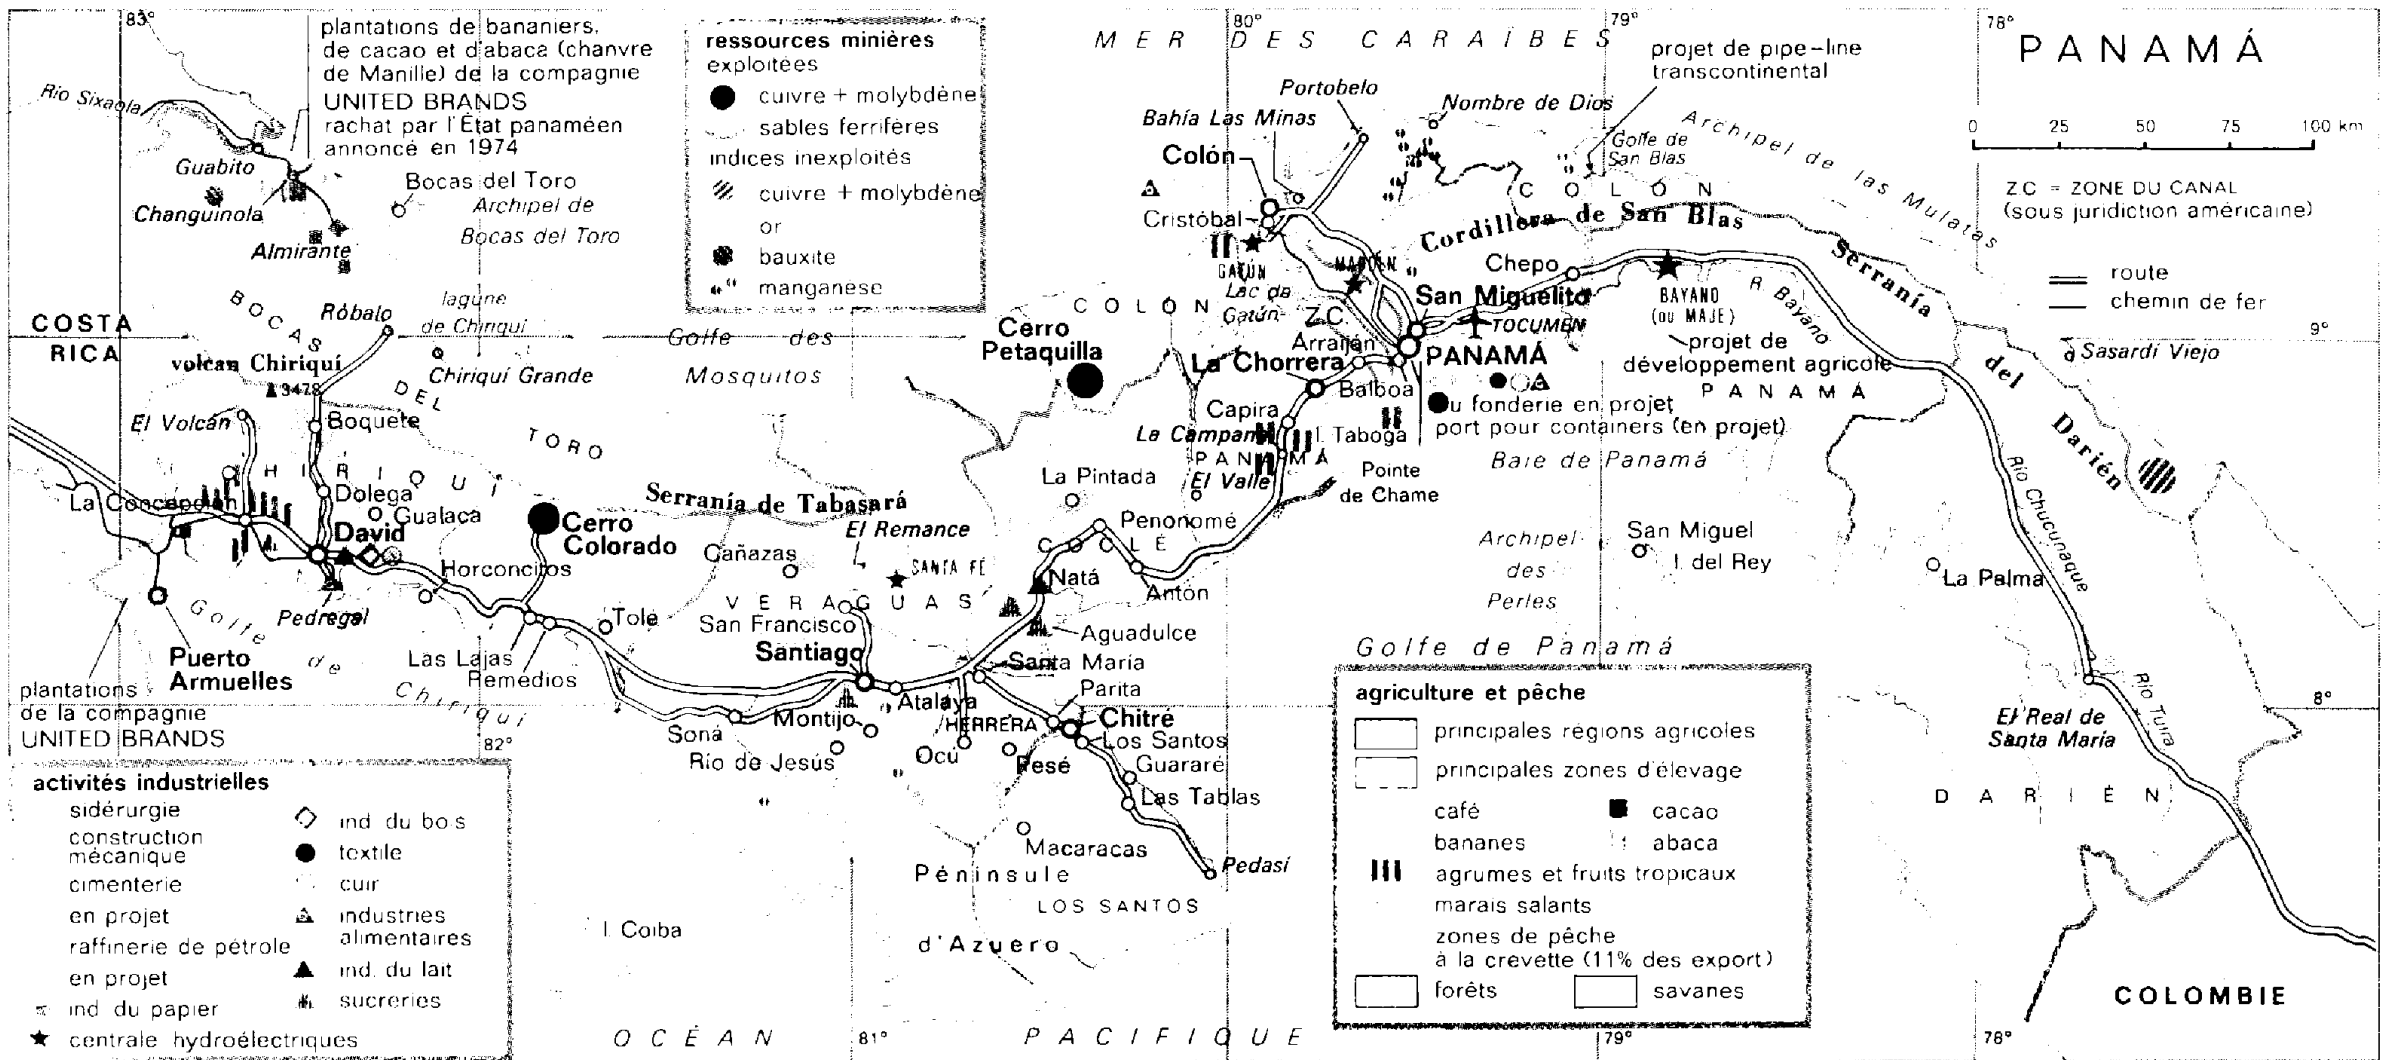 PANAMÁ
83°
80°
79°
78°
plantations de bananiers,
de cacao et d'abaca (chanvre
de Manille) de la compagnie
UNITED BRANDS
rachat par l'État panaméen
annoncé en 1974
ressources minières
exploitées
cuivre + molybdène
sables ferrifères
indices inexploités
cuivre + molybdène
or
bauxite
manganèse
MER DES CARAÏBES
projet de pipe-line
transcontinental
0 25 50 75 100 km
Z.C = ZONE DU CANAL
(sous juridiction américaine)
route
chemin de fer
Río Sixaola
Guabito
Changuinola
Almirante
Bocas del Toro
Archipel de
Bocas del Toro
Portobelo
Nombre de Dios
Bahía Las Minas
Colón
Cristóbal
Golfe de
San Blas
Archipel de las Mulatas
COLÓN
Cordillera de San Blas
Serranía
del
Darién
GATÚN
Lac de
Gatún
MADDEN
Z.C.
Chepo
San Miguelito
TOCUMEN
BAYANO
(ou MAJE)
R. Bayano
projet de
développement agricole
PANAMÁ
9°
Sasardí Viejo
COSTA
RICA
BOCAS
DEL
TORO
Róbalo
lagune
de Chiriquí
Chiriquí Grande
volcan Chiriquí
3478
El Volcán
Boquete
Golfe des
Mosquitos
COLÓN
Cerro
Petaquilla
Arraiján
La Chorrera
PANAMÁ
Balboa
Capira
La Campana
I. Taboga
PANAMÁ
El Valle
ou fonderie en projet
port pour containers (en projet)
Baie de Panamá
Pointe
de Chame
CHIRIQUÍ
La Concepción
Dolega
Gualaca
David
Cerro
Colorado
Serranía de Tabasará
El Remance
SANTA FÉ
Cañazas
La Pintada
Penonomé
COCLÉ
Natá
Antón
Aguadulce
Archipel
des
Perles
San Miguel
I. del Rey
La Palma
Río Chucunaque
Horconcitos
Pedregal
Golfe de Chiriquí
Puerto
Armuelles
plantations
de la compagnie
UNITED BRANDS
Las Lajas
Remedios
Tolé
VERAGUAS
San Francisco
Santiago
Santa María
Atalaya
Parita
Chitré
HERRERA
Los Santos
Guararé
Las Tablas
Soná
Montijo
Río de Jesús
Ocú
Pesé
Macaracas
Pedasí
Péninsule
d'Azuero
LOS SANTOS
I. Coiba
Golfe de Panamá
8°
El Real de
Santa María
Río Tuira
DARIÉN
COLOMBIE
82°
activités industrielles
sidérurgie
construction
mécanique
cimenterie
en projet
raffinerie de pétrole
en projet
ind du papier
centrale hydroélectriques
ind du bois
textile
cuir
industries
alimentaires
ind. du lait
sucreries
agriculture et pêche
principales régions agricoles
principales zones d'élevage
café
cacao
bananes
abaca
agrumes et fruits tropicaux
marais salants
zones de pêche
à la crevette (11% des export)
forêts
savanes
OCÉAN PACIFIQUE
81°
79°
78°